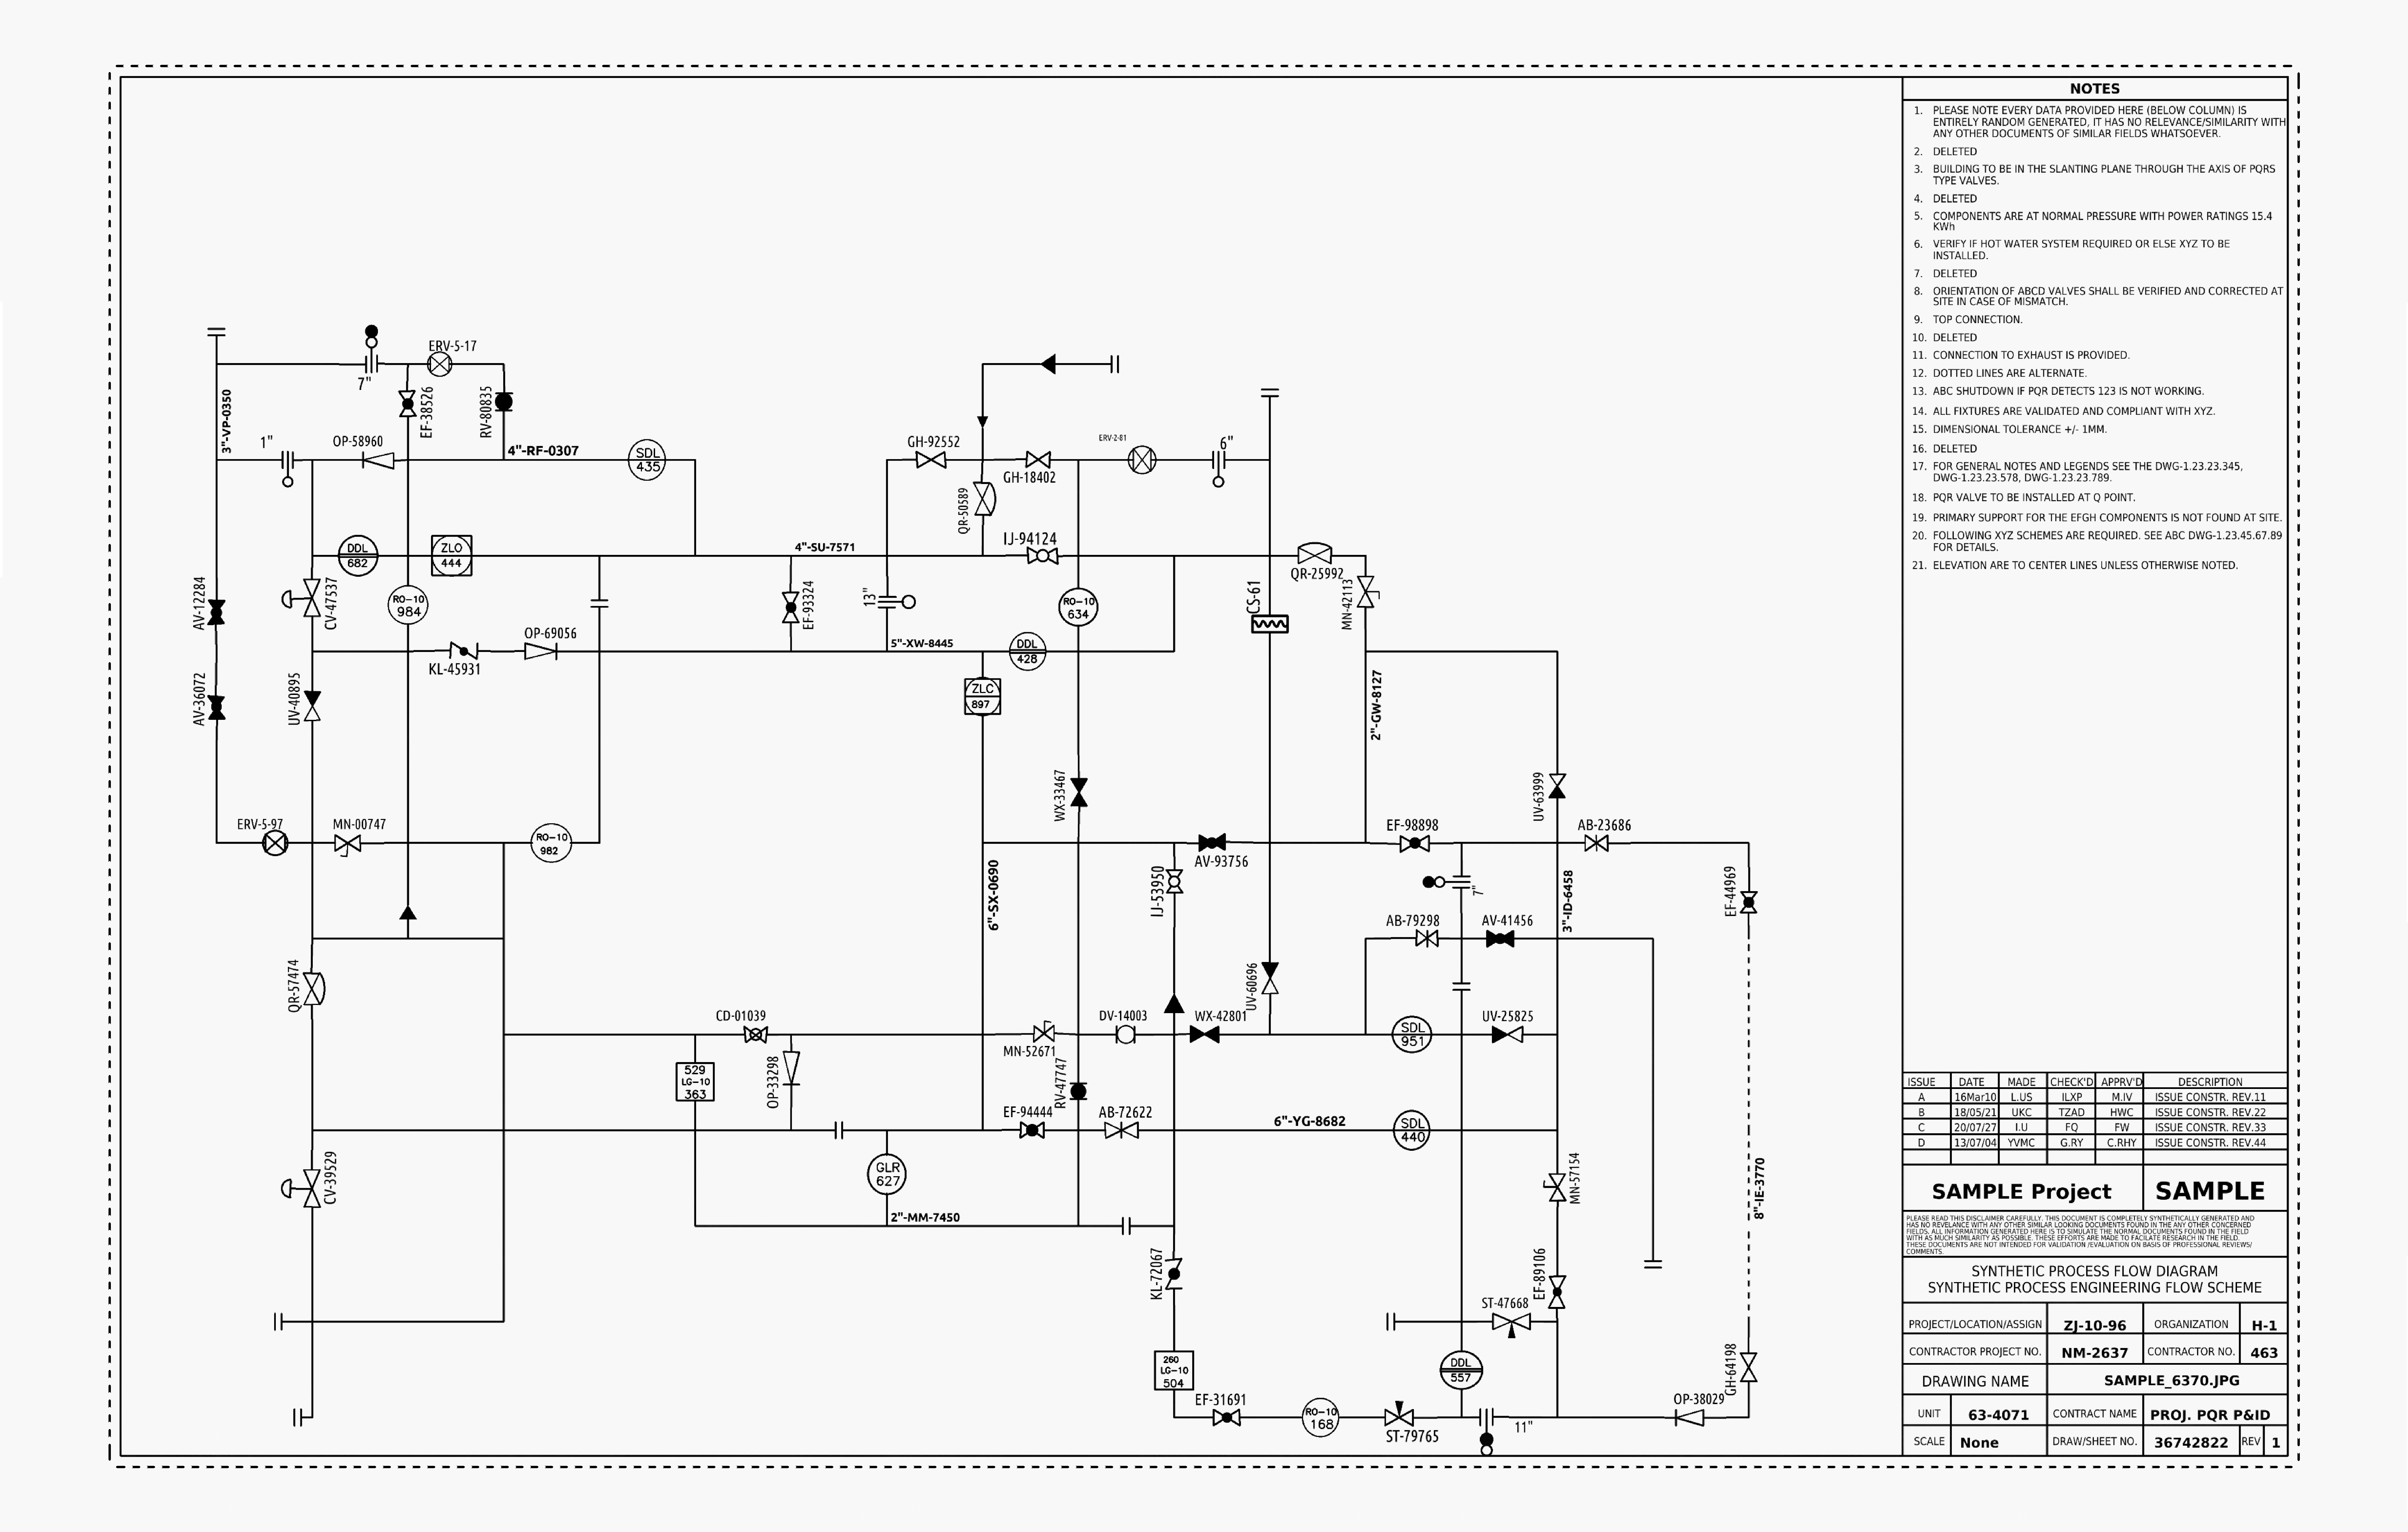 ERV-5-17
7"
3"-VP-0350
EF-38526
RV-80835
1"
OP-58960
4"-RF-0307
SDL
435
GH-92552
GH-18402
ERV-2-81
6"
QR-50589
DDL
682
ZLO
444
4"-SU-7571
IJ-94124
QR-25992
MN-42113
AV-12284
CV-47537
RO-10
984
EF-93324
13"
RO-10
634
CS-61
OP-69056
KL-45931
5"-XW-8445
DDL
428
AV-36072
UV-40895
ZLC
897
2"-GW-8127
WX-33467
UV-63999
ERV-5-97
MN-00747
RO-10
982
AV-93756
EF-98898
AB-23686
6"-SX-0690
IJ-53950
7"
3"-ID-6458
EF-44969
AB-79298
AV-41456
QR-57474
UV-60696
CD-01039
MN-52671
DV-14003
WX-42801
SDL
951
UV-25825
529
LG-10
363
OP-33298
RV-47747
EF-94444
AB-72622
6"-YG-8682
SDL
440
CV-39529
GLR
627
MN-57154
8"-IE-3770
2"-MM-7450
KL-72067
EF-89106
ST-47668
260
LG-10
504
DDL
557
GH-64198
EF-31691
RO-10
168
ST-79765
11"
OP-38029
NOTES
1. PLEASE NOTE EVERY DATA PROVIDED HERE (BELOW COLUMN) IS
ENTIRELY RANDOM GENERATED, IT HAS NO RELEVANCE/SIMILARITY WITH
ANY OTHER DOCUMENTS OF SIMILAR FIELDS WHATSOEVER.
2. DELETED
3. BUILDING TO BE IN THE SLANTING PLANE THROUGH THE AXIS OF PQRS
TYPE VALVES.
4. DELETED
5. COMPONENTS ARE AT NORMAL PRESSURE WITH POWER RATINGS 15.4
KWh
6. VERIFY IF HOT WATER SYSTEM REQUIRED OR ELSE XYZ TO BE
INSTALLED.
7. DELETED
8. ORIENTATION OF ABCD VALVES SHALL BE VERIFIED AND CORRECTED AT
SITE IN CASE OF MISMATCH.
9. TOP CONNECTION.
10. DELETED
11. CONNECTION TO EXHAUST IS PROVIDED.
12. DOTTED LINES ARE ALTERNATE.
13. ABC SHUTDOWN IF PQR DETECTS 123 IS NOT WORKING.
14. ALL FIXTURES ARE VALIDATED AND COMPLIANT WITH XYZ.
15. DIMENSIONAL TOLERANCE +/- 1MM.
16. DELETED
17. FOR GENERAL NOTES AND LEGENDS SEE THE DWG-1.23.23.345,
DWG-1.23.23.578, DWG-1.23.23.789.
18. PQR VALVE TO BE INSTALLED AT Q POINT.
19. PRIMARY SUPPORT FOR THE EFGH COMPONENTS IS NOT FOUND AT SITE.
20. FOLLOWING XYZ SCHEMES ARE REQUIRED. SEE ABC DWG-1.23.45.67.89
FOR DETAILS.
21. ELEVATION ARE TO CENTER LINES UNLESS OTHERWISE NOTED.
ISSUE DATE MADE CHECK'D APPRV'D DESCRIPTION
A 16Mar10 L.US ILXP M.IV ISSUE CONSTR. REV.11
B 18/05/21 UKC TZAD HWC ISSUE CONSTR. REV.22
C 20/07/27 I.U FQ FW ISSUE CONSTR. REV.33
D 13/07/04 YVMC G.RY C.RHY ISSUE CONSTR. REV.44
SAMPLE Project SAMPLE
PLEASE READ THIS DISCLAIMER CAREFULLY. THIS DOCUMENT IS COMPLETELY SYNTHETICALLY GENERATED AND
HAS NO REVELANCE WITH ANY OTHER SIMILAR LOOKING DOCUMENTS FOUND IN THE ANY OTHER CONCERNED
FIELDS. ALL INFORMATION GENERATED HERE IS TO SIMULATE THE NORMAL DOCUMENTS FOUND IN THE FIELD
WITH AS MUCH SIMILARITY AS POSSIBLE. THESE EFFORTS ARE MADE TO FACILATE RESEARCH IN THE FIELD.
THESE DOCUMENTS ARE NOT INTENDED FOR VALIDATION /EVALUATION ON BASIS OF PROFESSIONAL REVIEWS/
COMMENTS.
SYNTHETIC PROCESS FLOW DIAGRAM
SYNTHETIC PROCESS ENGINEERING FLOW SCHEME
PROJECT/LOCATION/ASSIGN ZJ-10-96 ORGANIZATION H-1
CONTRACTOR PROJECT NO. NM-2637 CONTRACTOR NO. 463
DRAWING NAME SAMPLE_6370.JPG
UNIT 63-4071 CONTRACT NAME PROJ. PQR P&ID
SCALE None DRAW/SHEET NO. 36742822 REV 1